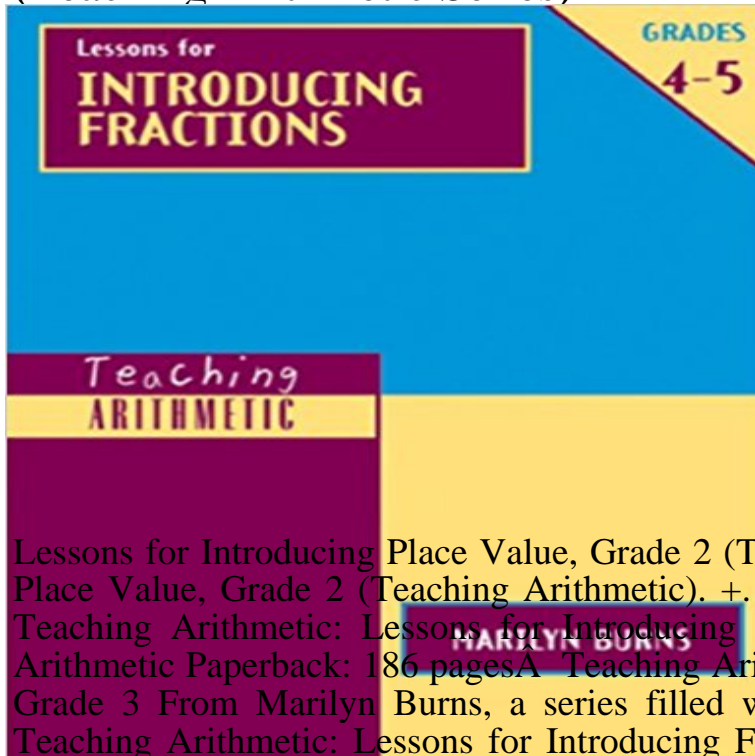 Lessons for
INTRODUCING
FRACTIONS
GRADES
4-5
Teaching
ARITHMETIC
Lessons for Introducing Place Value, Grade 2 (T
Place Value, Grade 2 (Teaching Arithmetic). +.
Teaching Arithmetic: Lessons for Introducing
MARILYN BURNS
Arithmetic Paperback: 186 pagesÂ Teaching Ari
Grade 3 From Marilyn Burns, a series filled w
Teaching Arithmetic: Lessons for Introducing F